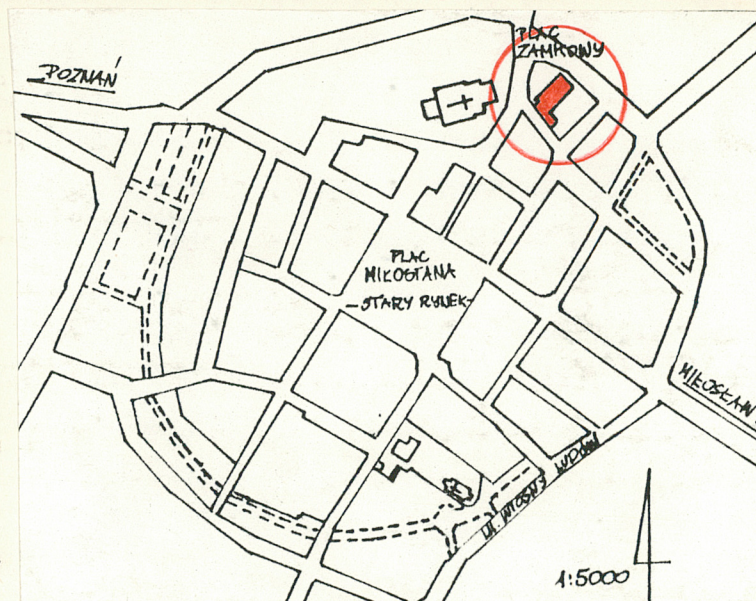 POZNAŃ
PLAC
ZAMKOWY
PLAC
MIŁOSTANA
-STARY RYNEK-
MIŁOSŁAW
UL. WIOSNY LUDÓW
1:5000